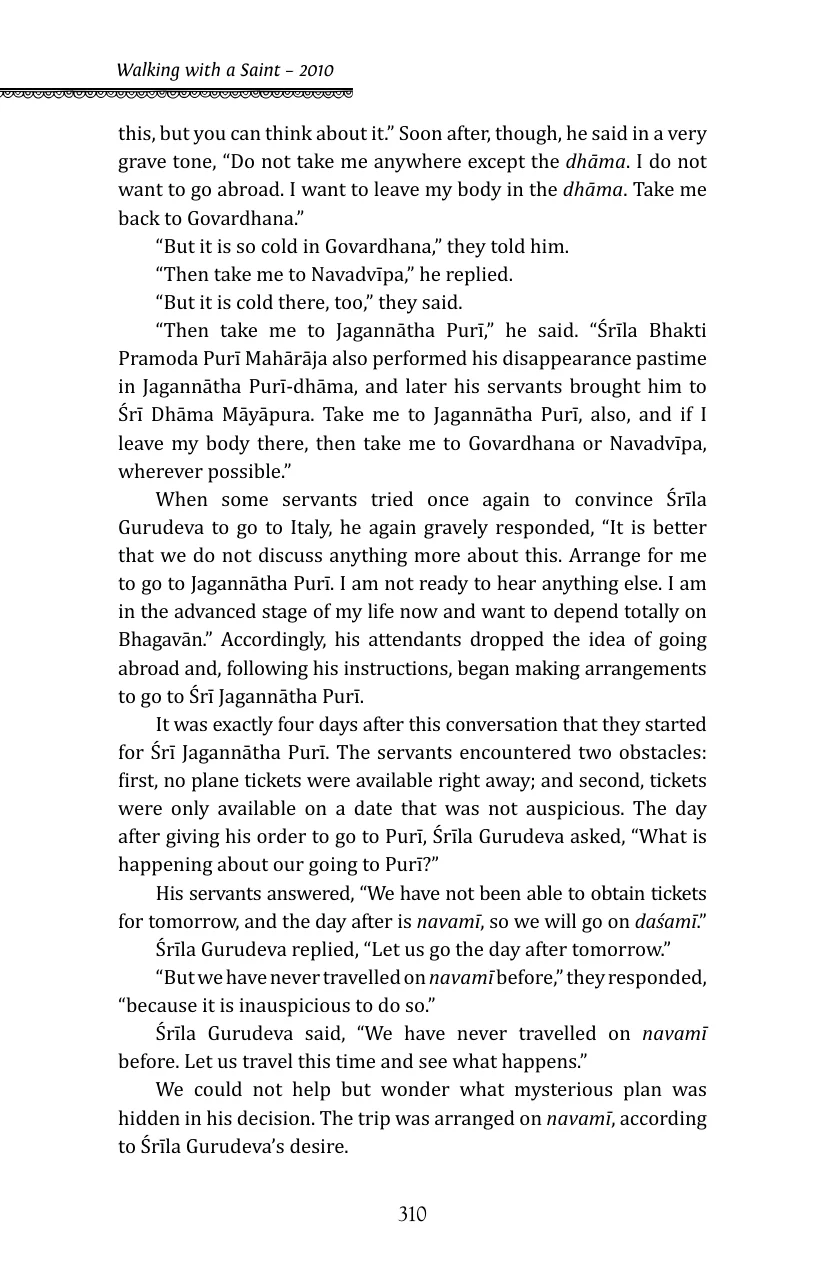 Walking with a Saint – 2010
this, but you can think about it.” Soon after, though, he said in a very
grave tone, “Do not take me anywhere except the dhāma. I do not
want to go abroad. I want to leave my body in the dhāma. Take me
back to Govardhana.”
“But it is so cold in Govardhana,” they told him.
“Then take me to Navadvīpa,” he replied.
“But it is cold there, too,” they said.
“Then take me to Jagannātha Purī,” he said. “Śrīla Bhakti
Pramoda Purī Mahārāja also performed his disappearance pastime
in Jagannātha Purī-dhāma, and later his servants brought him to
Śrī Dhāma Māyāpura. Take me to Jagannātha Purī, also, and if I
leave my body there, then take me to Govardhana or Navadvīpa,
wherever possible.”
When some servants tried once again to convince Śrīla
Gurudeva to go to Italy, he again gravely responded, “It is better
that we do not discuss anything more about this. Arrange for me
to go to Jagannātha Purī. I am not ready to hear anything else. I am
in the advanced stage of my life now and want to depend totally on
Bhagavān.” Accordingly, his attendants dropped the idea of going
abroad and, following his instructions, began making arrangements
to go to Śrī Jagannātha Purī.
It was exactly four days after this conversation that they started
for Śrī Jagannātha Purī. The servants encountered two obstacles:
first, no plane tickets were available right away; and second, tickets
were only available on a date that was not auspicious. The day
after giving his order to go to Purī, Śrīla Gurudeva asked, “What is
happening about our going to Purī?”
His servants answered, “We have not been able to obtain tickets
for tomorrow, and the day after is navamī, so we will go on daśamī.”
Śrīla Gurudeva replied, “Let us go the day after tomorrow.”
“But we have never travelled on navamī before,” they responded,
“because it is inauspicious to do so.”
Śrīla Gurudeva said, “We have never travelled on navamī
before. Let us travel this time and see what happens.”
We could not help but wonder what mysterious plan was
hidden in his decision. The trip was arranged on navamī, according
to Śrīla Gurudeva’s desire.
310